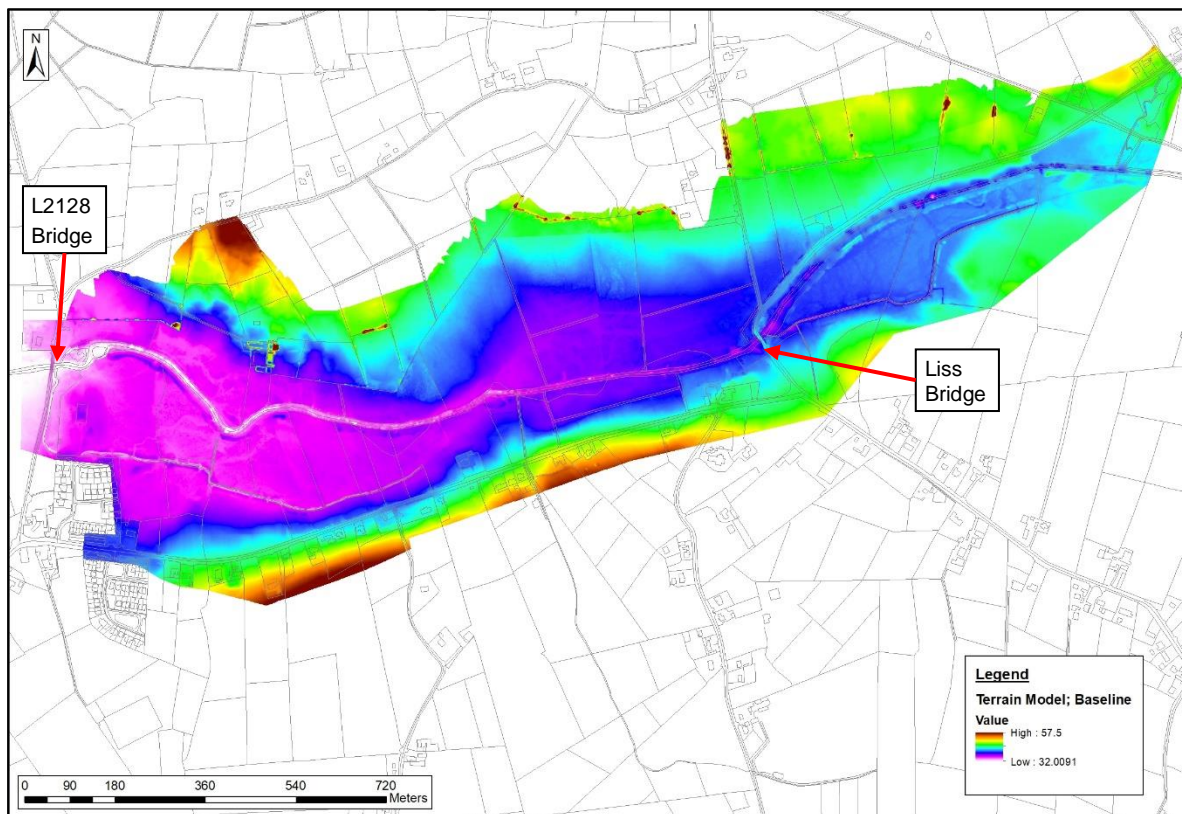 N
L2128
Bridge
Liss
Bridge
Legend
Terrain Model; Baseline
Value
High : 57.5
Low : 32.0091
0 90 180 360 540 720
Meters